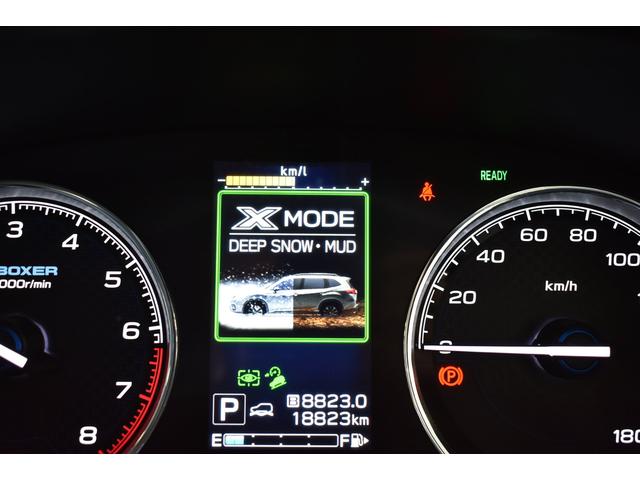 km/ℓ
- +
X MODE
DEEP SNOW・MUD
READY
3
4
5
6
7
8
BOXER
000r/min
0
20
40
60
80
100
180
km/h
P
B 8823.0
18823km
E F
(P)